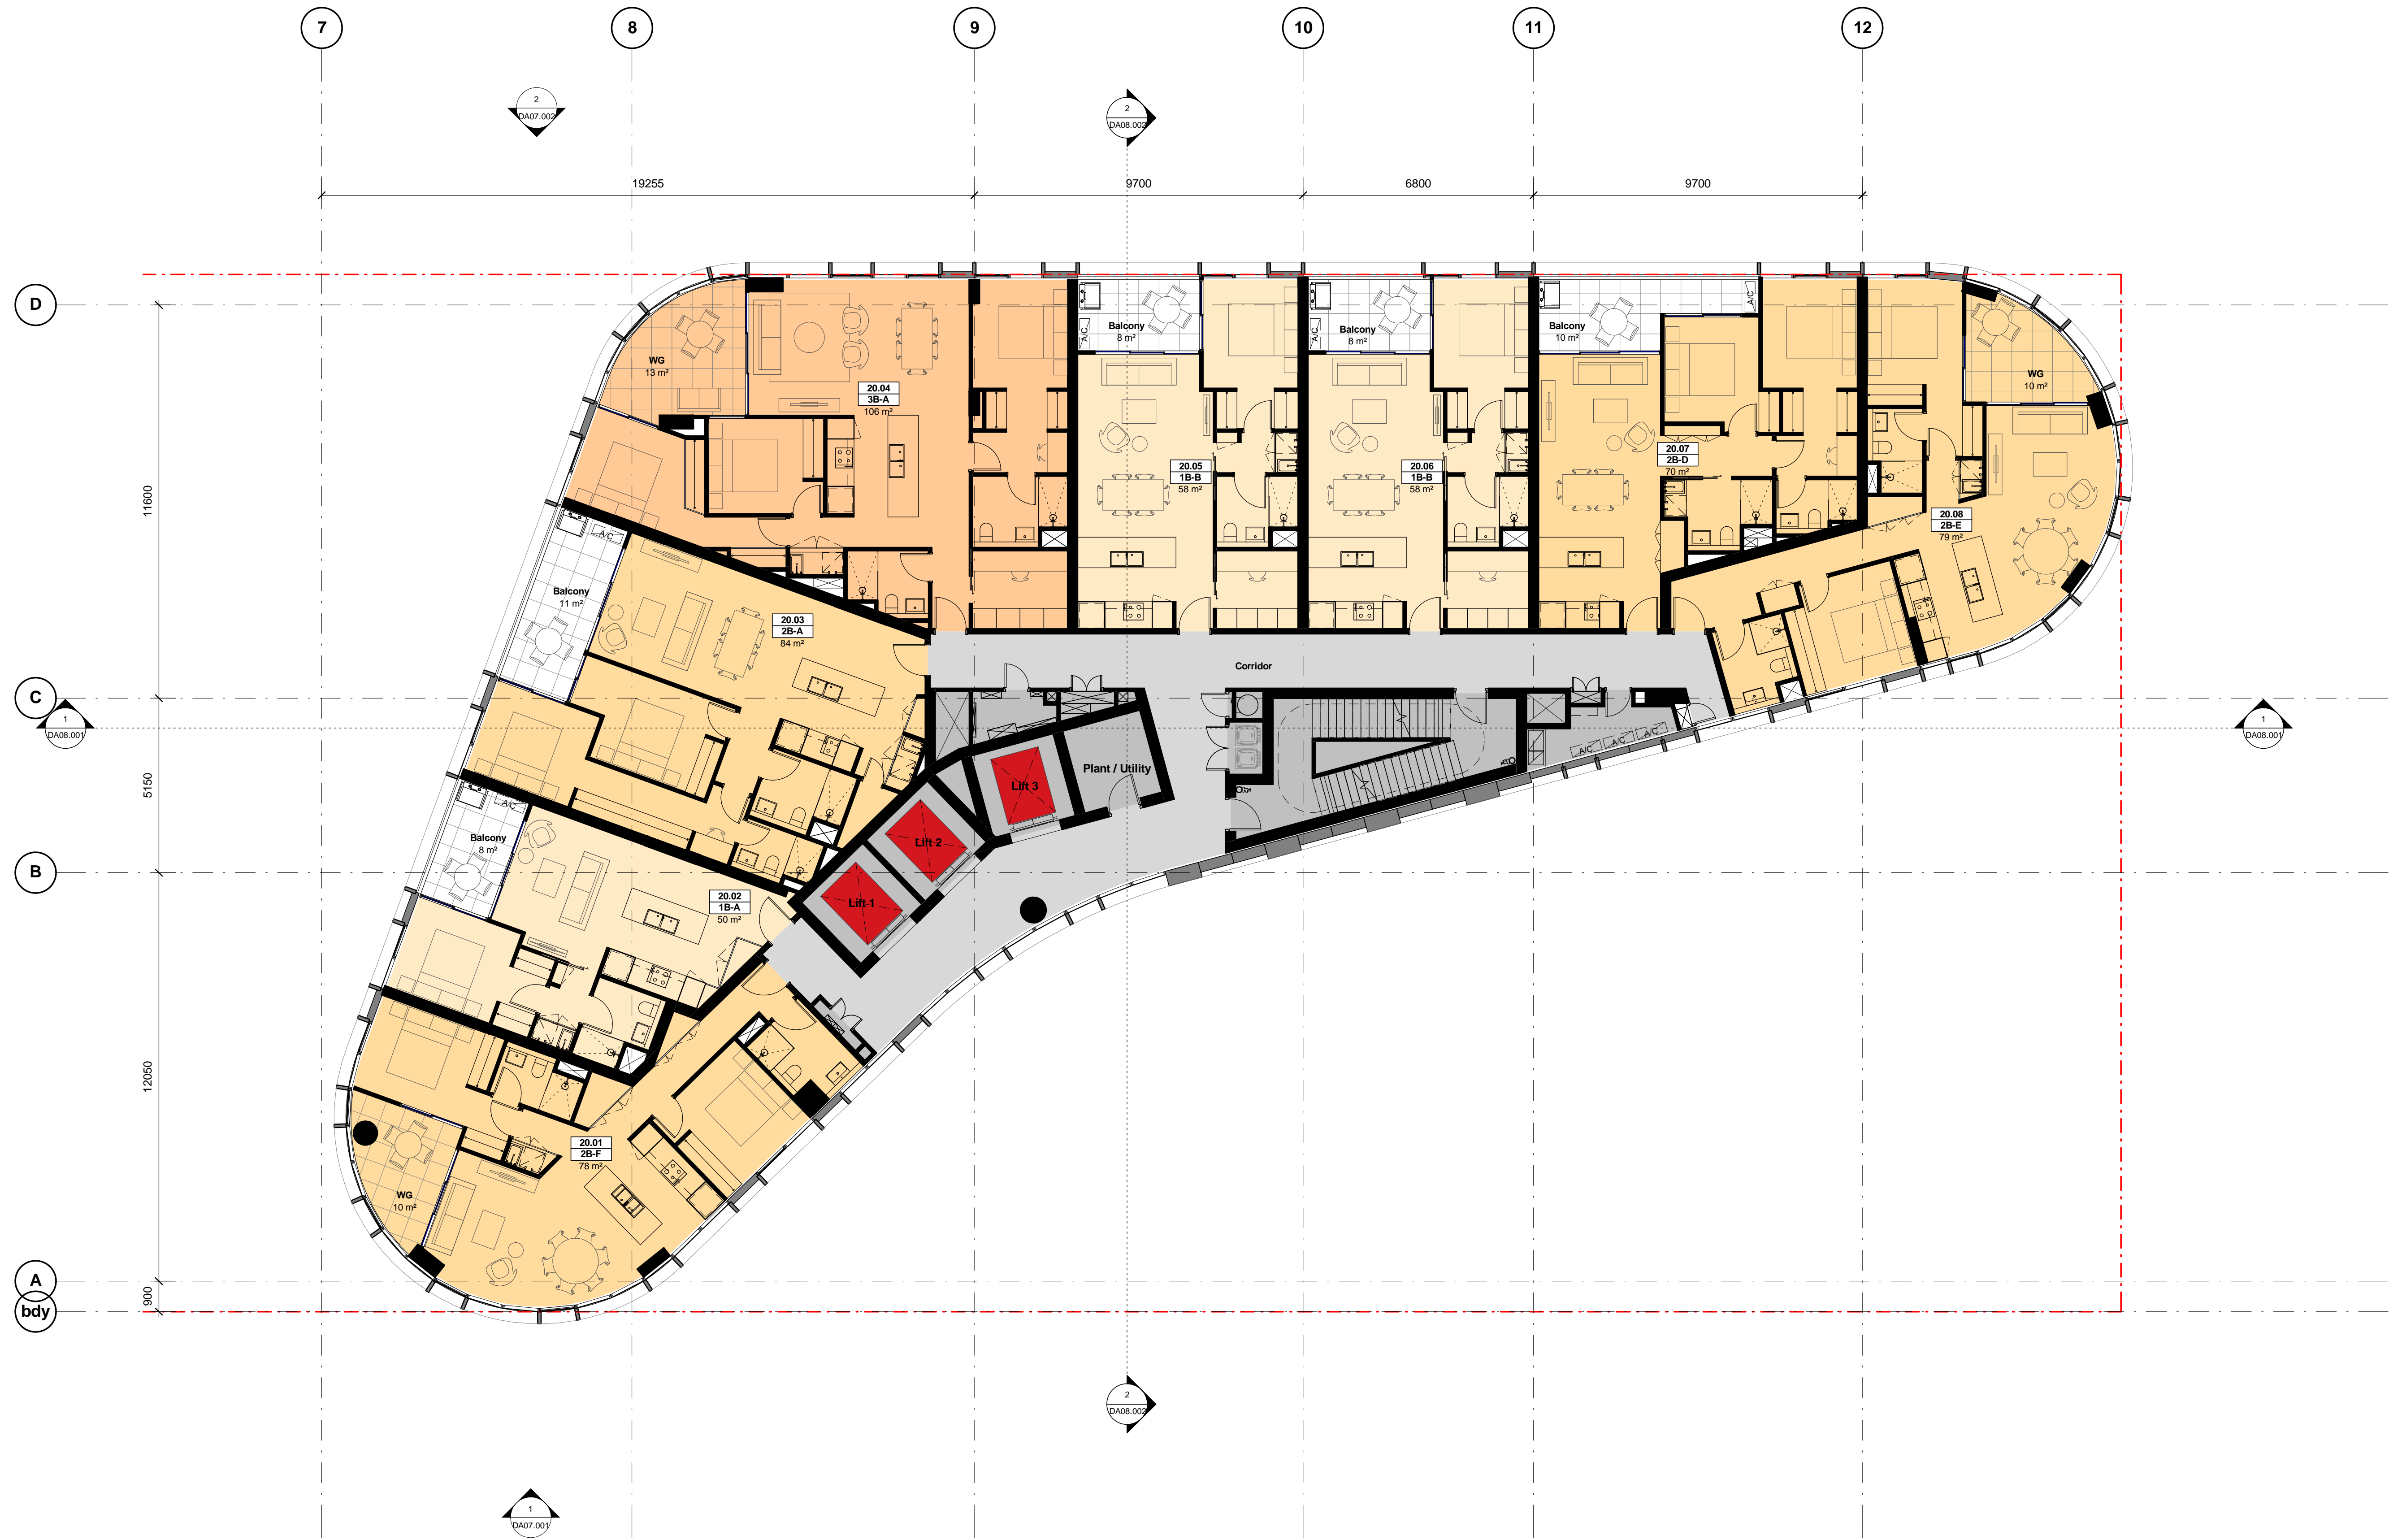 7
8
9
10
11
12
2
DA07.002
2
DA08.002
19255
9700
6800
9700
D
C
B
A
bdy
11600
5150
12050
900
WG
13 m²
20.04
3B-A
106 m²
Balcony
8 m²
A/C
20.05
1B-B
58 m²
Balcony
8 m²
A/C
20.06
1B-B
58 m²
Balcony
10 m²
A/C
20.07
2B-D
70 m²
WG
10 m²
20.08
2B-E
79 m²
A/C
Balcony
11 m²
20.03
2B-A
84 m²
Corridor
1
DA08.001
1
DA08.001
Plant / Utility
A/C
A/C
A/C
Lift 3
Lift 2
Lift 1
A/C
Balcony
8 m²
20.02
1B-A
50 m²
20.01
2B-F
78 m²
WG
10 m²
2
DA08.002
1
DA07.001